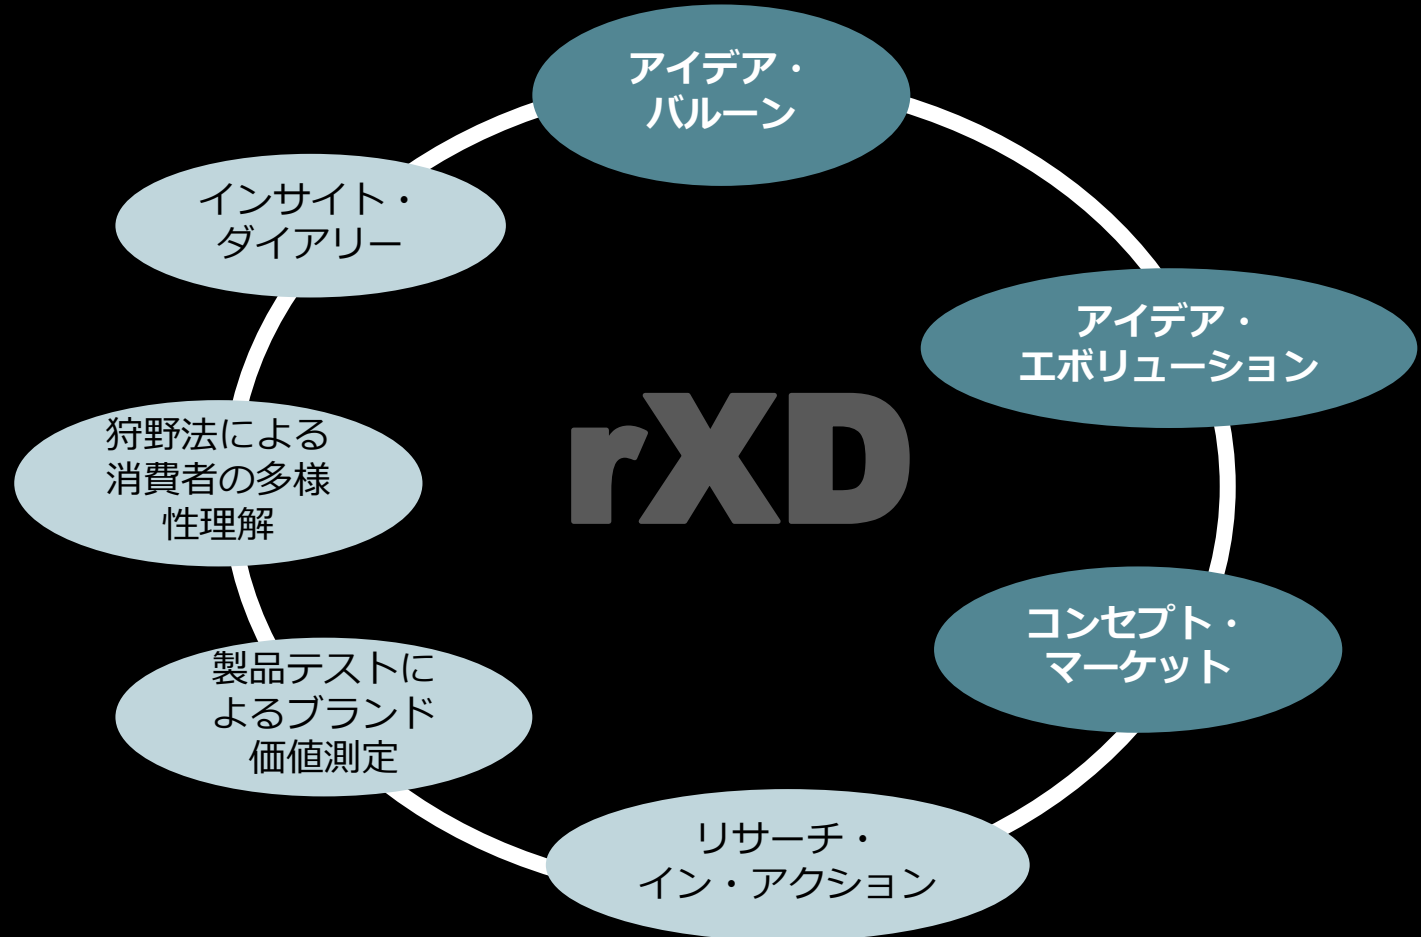 アイデア・
バルーン
インサイト・
ダイアリー
アイデア・
エボリューション
rXD
狩野法による
消費者の多様
性理解
コンセプト・
マーケット
製品テストに
よるブランド
価値測定
リサーチ・
イン・アクション